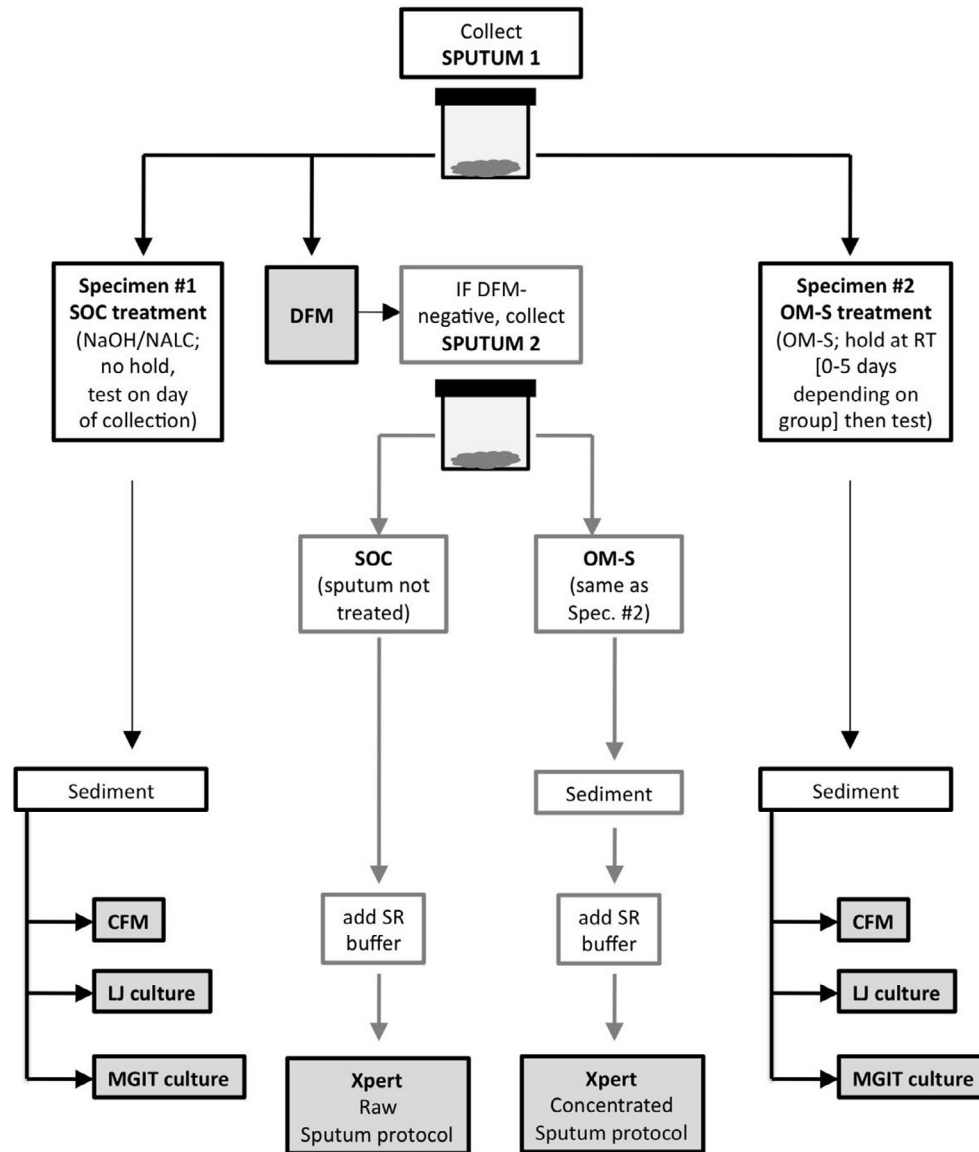 Collect
SPUTUM 1
Specimen #1
SOC treatment
(NaOH/NALC;
no hold,
test on day
of collection)
DFM
IF DFM-
negative, collect
SPUTUM 2
Specimen #2
OM-S treatment
(OM-S; hold at RT
[0-5 days
depending on
group] then test)
SOC
(sputum not
treated)
OM-S
(same as
Spec. #2)
Sediment
CFM
LJ culture
MGIT culture
add SR
buffer
Xpert
Raw
Sputum protocol
Sediment
add SR
buffer
Xpert
Concentrated
Sputum protocol
Sediment
CFM
LJ culture
MGIT culture